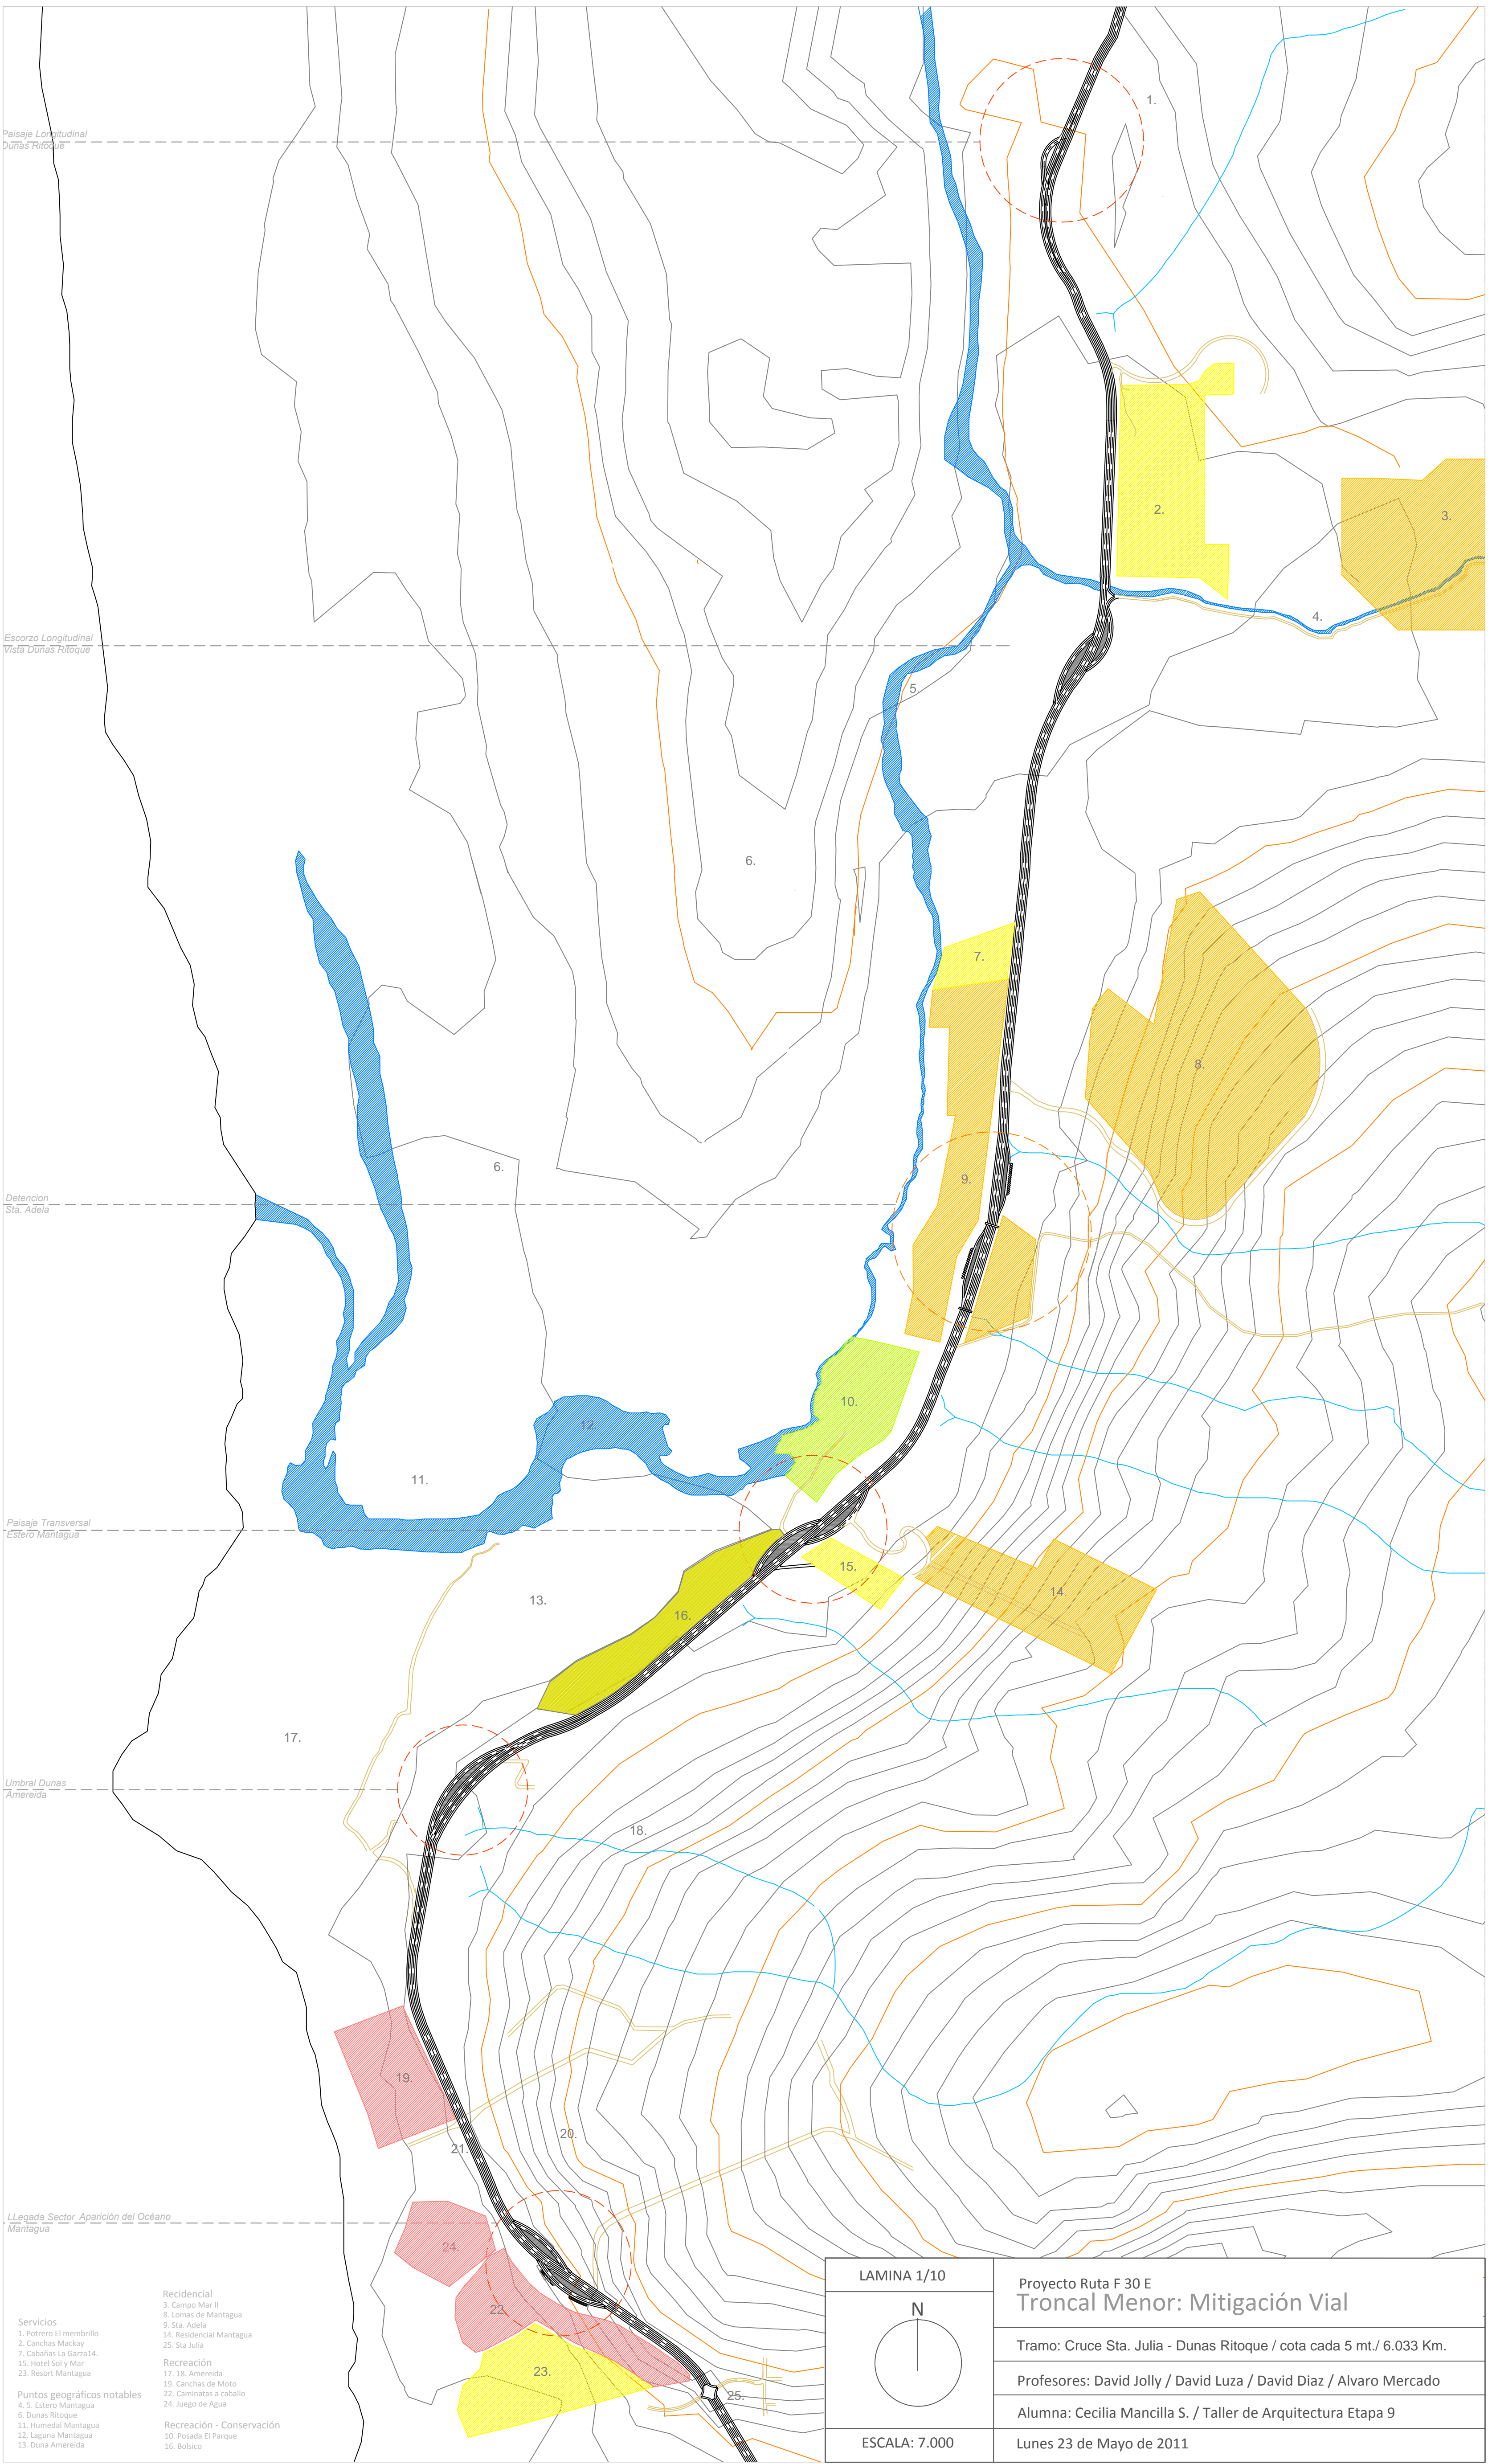 1.
Paisaje Longitudinal
Dunas Ritoque
2.
3.
4.
Escorzo Longitudinal
Vista Dunas Ritoque
5.
6.
7.
8.
6.
9.
Detencion
Sta. Adela
10.
12
11.
Paisaje Transversal
Estero Mantagua
15.
14.
13.
16.
17.
Umbral Dunas
Amereida
18.
19.
20.
21.
LLegada Sector Aparición del Océano
Mantagua
24.
22
23.
25.
Servicios
1. Potrero El membrillo
2. Canchas Mackay
7. Cabañas La Garza14.
15. Hotel Sol y Mar
23. Resort Mantagua
Puntos geográficos notables
4. 5. Estero Mantagua
6. Dunas Ritoque
11. Humedal Mantagua
12. Laguna Mantagua
13. Duna Amereida
Recidencial
3. Campo Mar II
8. Lomas de Mantagua
9. Sta. Adela
14. Residencial Mantagua
25. Sta Julia
Recreación
17. 18. Amereida
19. Canchas de Moto
22. Caminatas a caballo
24. Juego de Agua
Recreación - Conservación
10. Posada El Parque
16. Bolsico
LAMINA 1/10
N
ESCALA: 7.000
Proyecto Ruta F 30 E
Troncal Menor: Mitigación Vial
Tramo: Cruce Sta. Julia - Dunas Ritoque / cota cada 5 mt./ 6.033 Km.
Profesores: David Jolly / David Luza / David Diaz / Alvaro Mercado
Alumna: Cecilia Mancilla S. / Taller de Arquitectura Etapa 9
Lunes 23 de Mayo de 2011